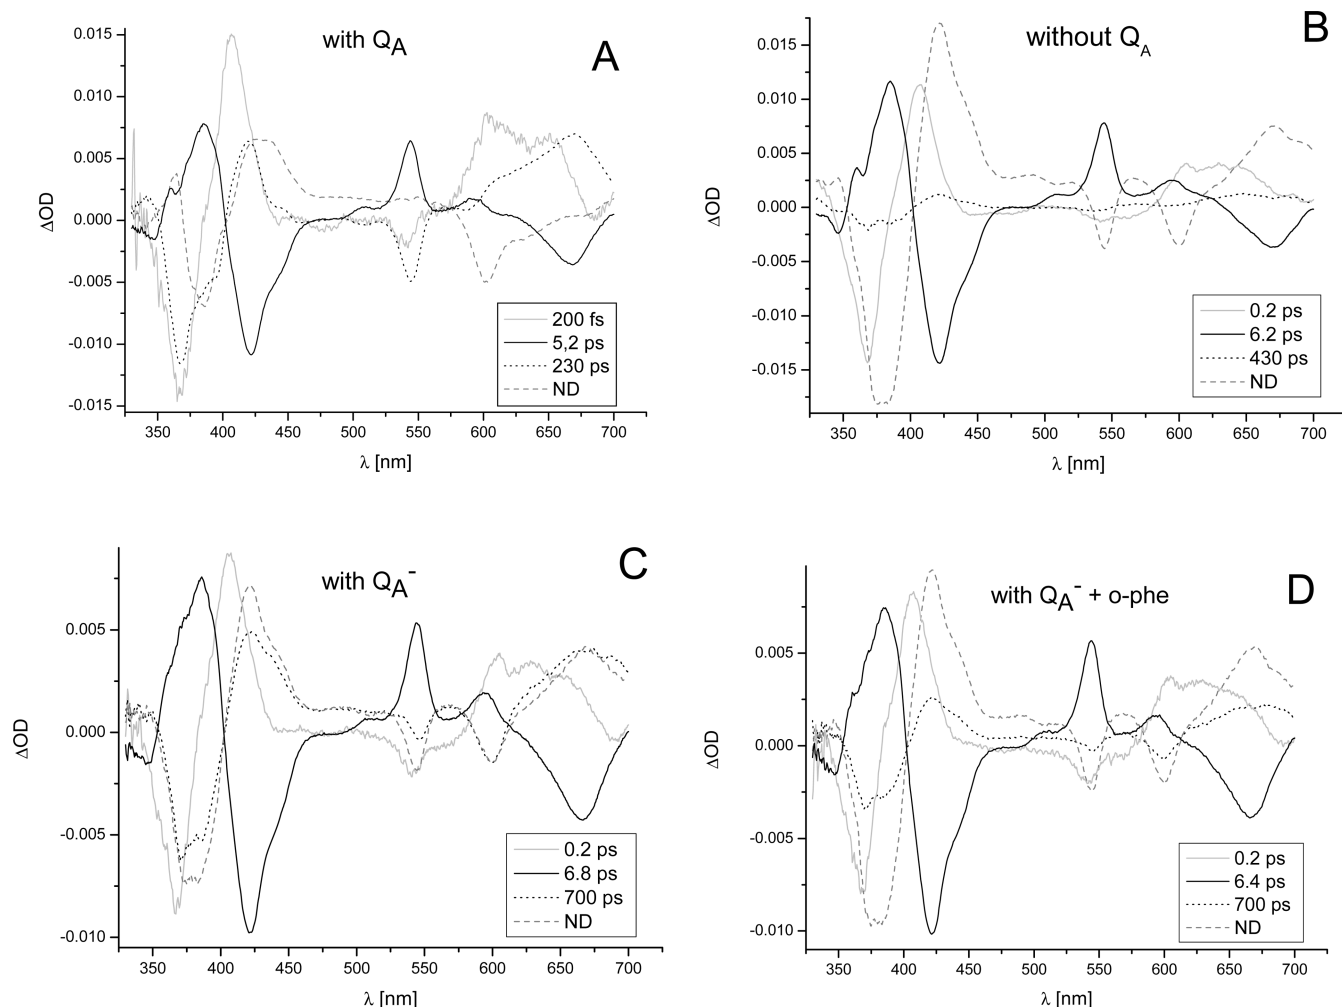 with QA
A
0.015
0.010
0.005
0.000
-0.005
-0.010
-0.015
ΔOD
200 fs
5,2 ps
230 ps
ND
350 400 450 500 550 600 650 700
λ [nm]
without QA
B
0.015
0.010
0.005
0.000
-0.005
-0.010
-0.015
ΔOD
0.2 ps
6.2 ps
430 ps
ND
350 400 450 500 550 600 650 700
λ [nm]
with QA-
C
0.005
0.000
-0.005
-0.010
ΔOD
0.2 ps
6.8 ps
700 ps
ND
350 400 450 500 550 600 650 700
λ [nm]
with QA- + o-phe
D
0.005
0.000
-0.005
-0.010
ΔOD
0.2 ps
6.4 ps
700 ps
ND
350 400 450 500 550 600 650 700
λ [nm]